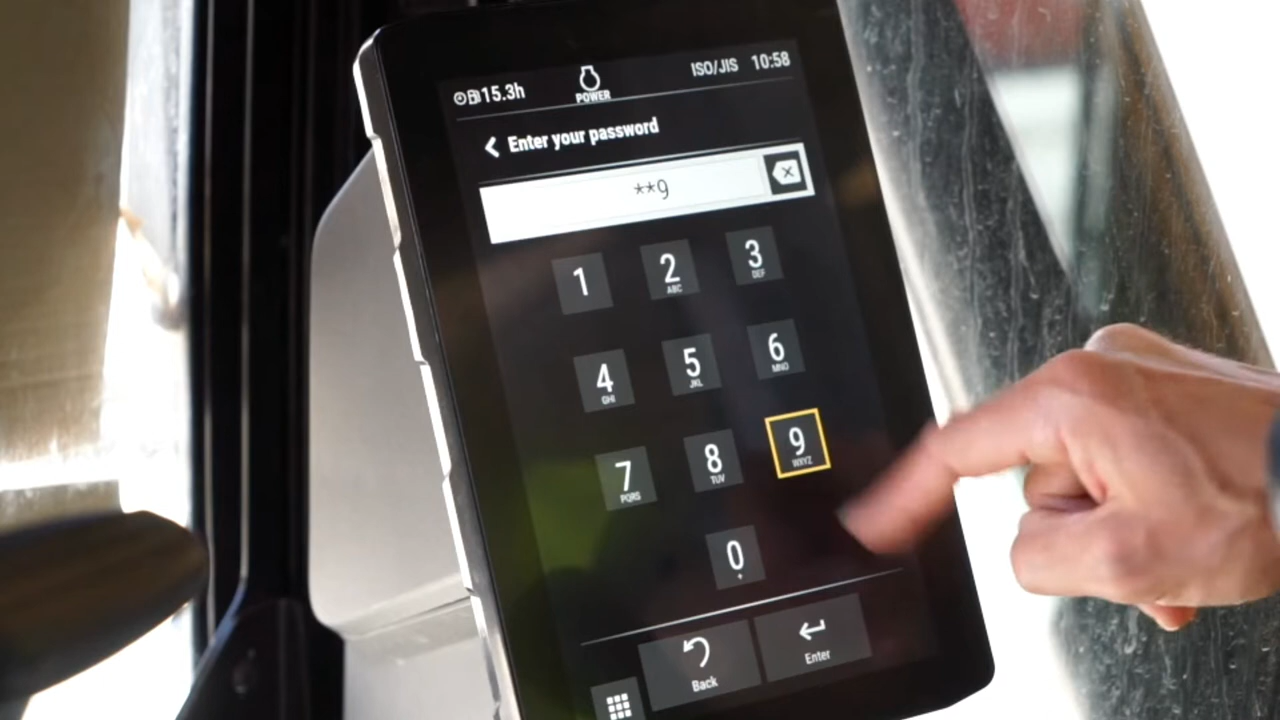 15.3h
POWER
ISO/JIS 10:58
Enter your password
**9
1
2
ABC
3
DEF
4
GHI
5
JKL
6
MNO
7
PQRS
8
TUV
9
WXYZ
0
+
Back
Enter